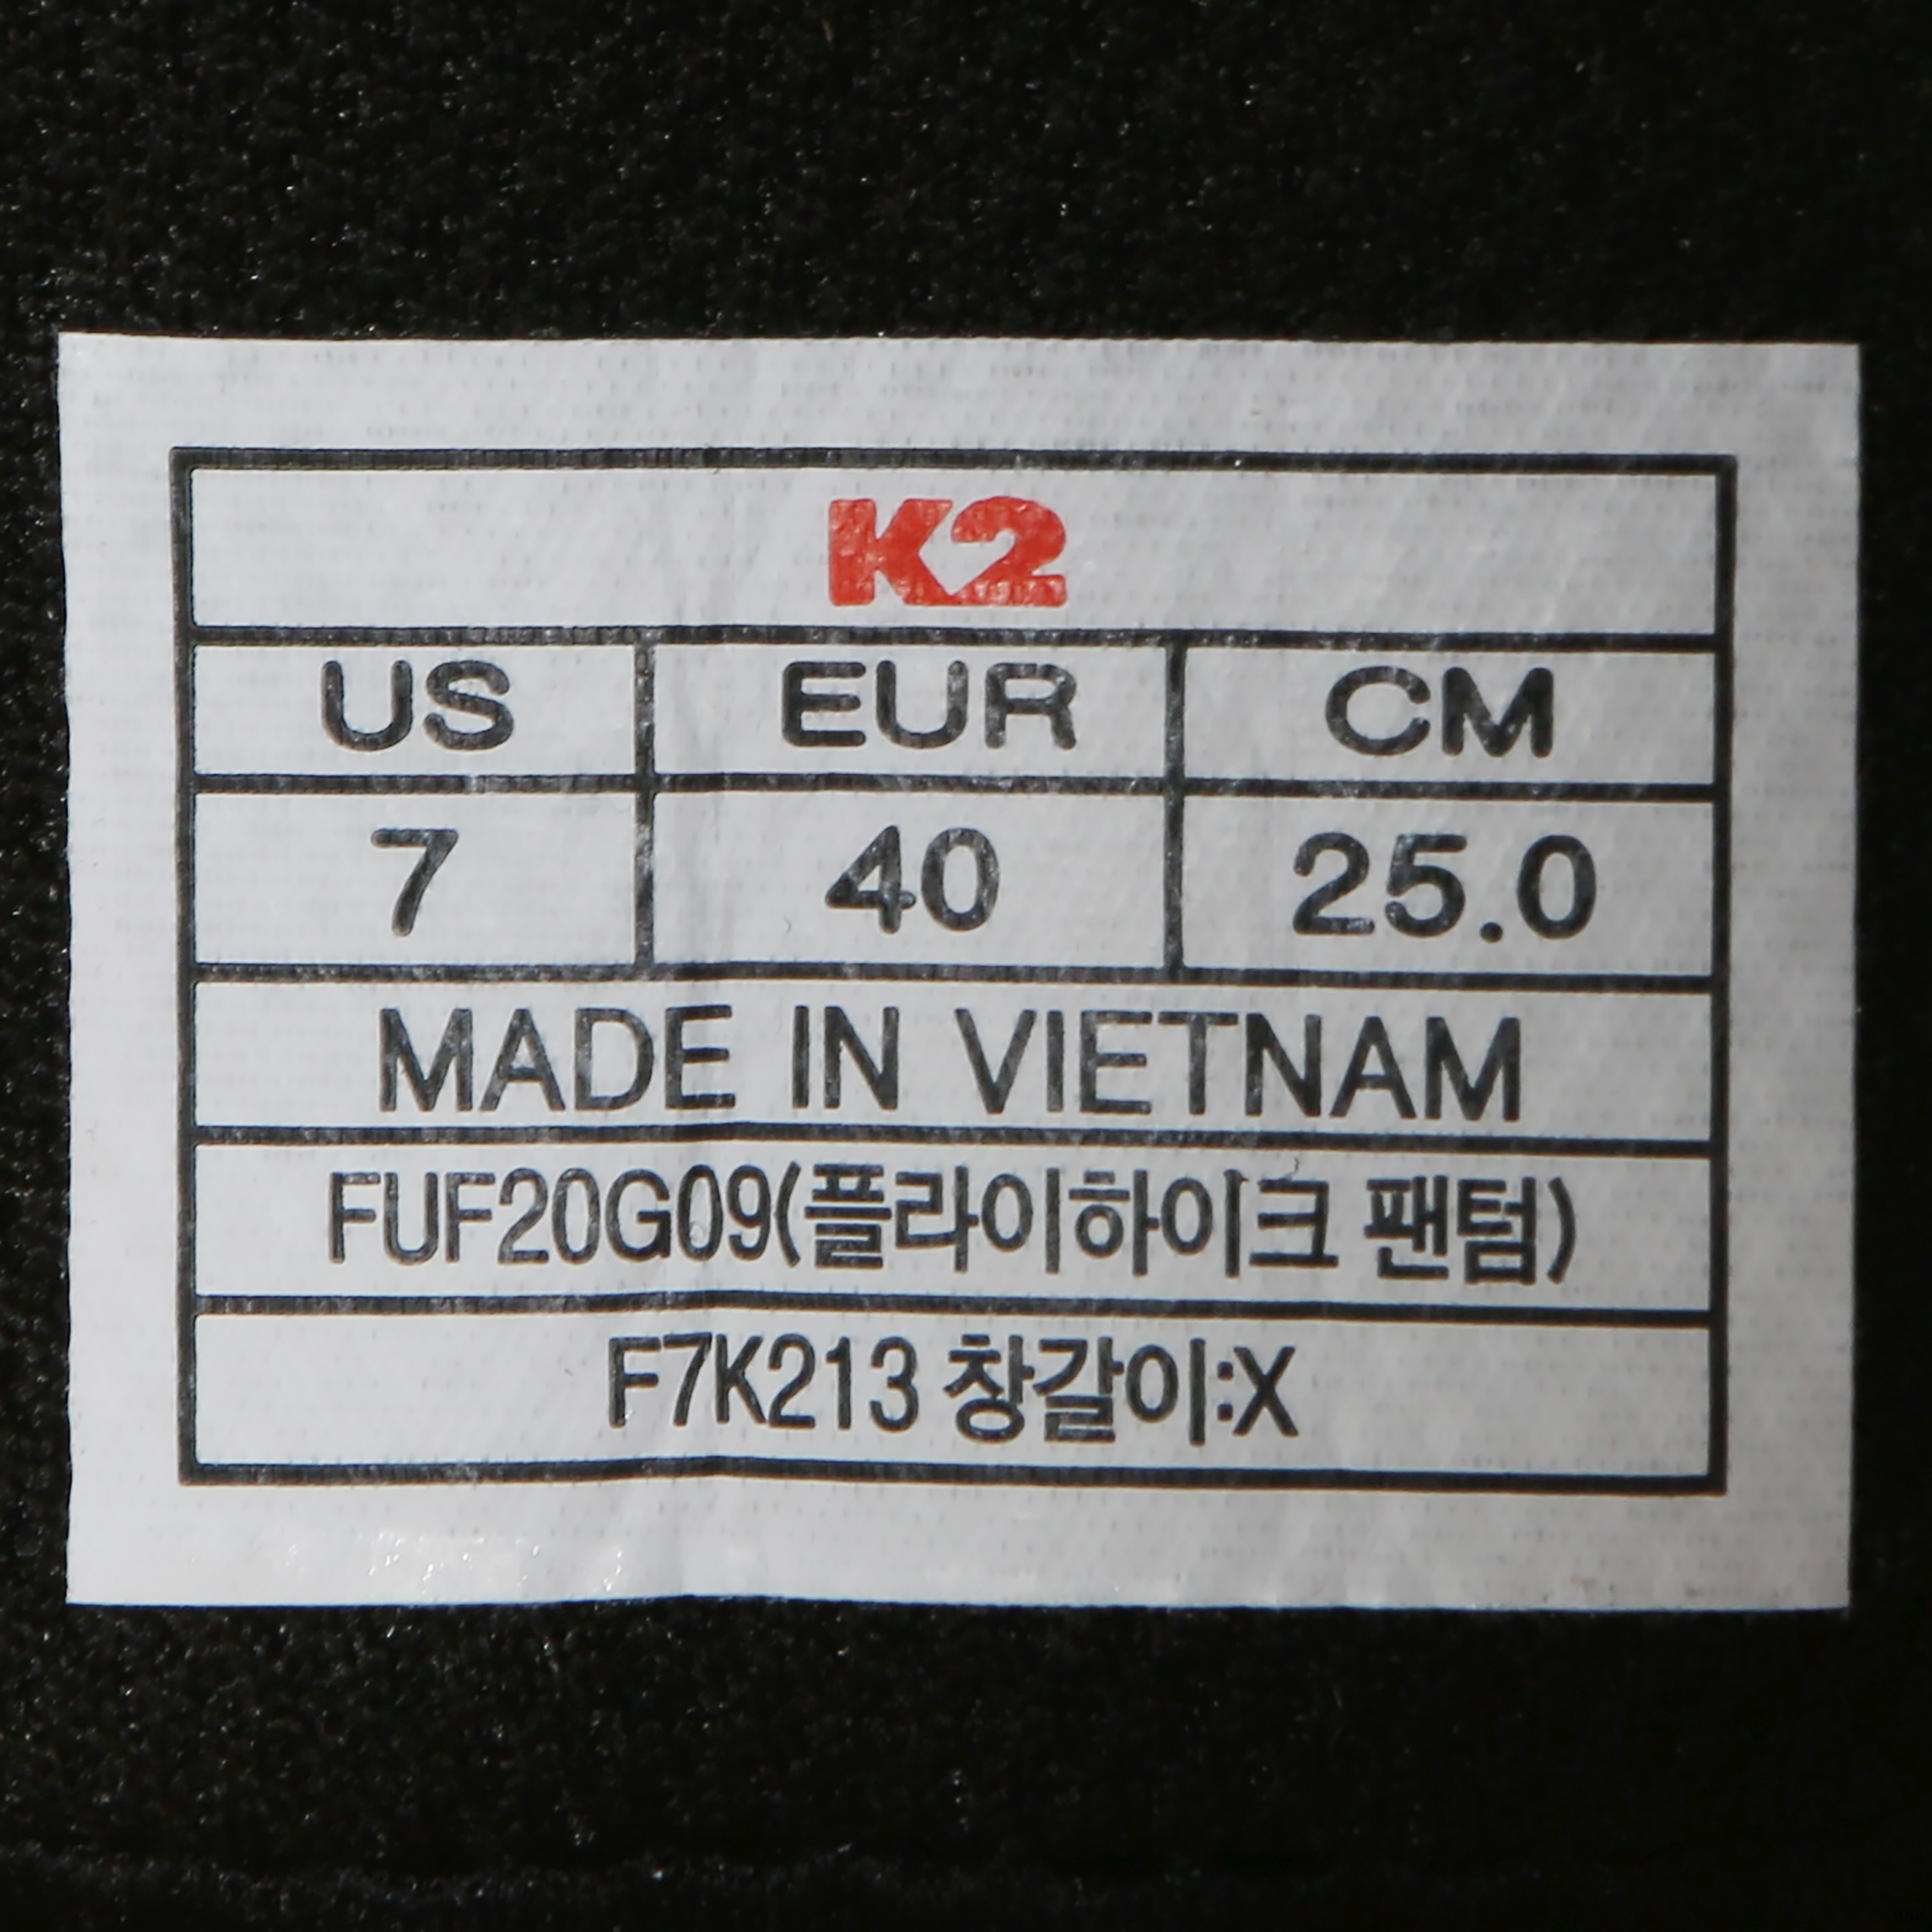 K2
US EUR CM
7 40 25.0
MADE IN VIETNAM
FUF20G09(플라이하이크 팬텀)
F7K213 창갈이:X